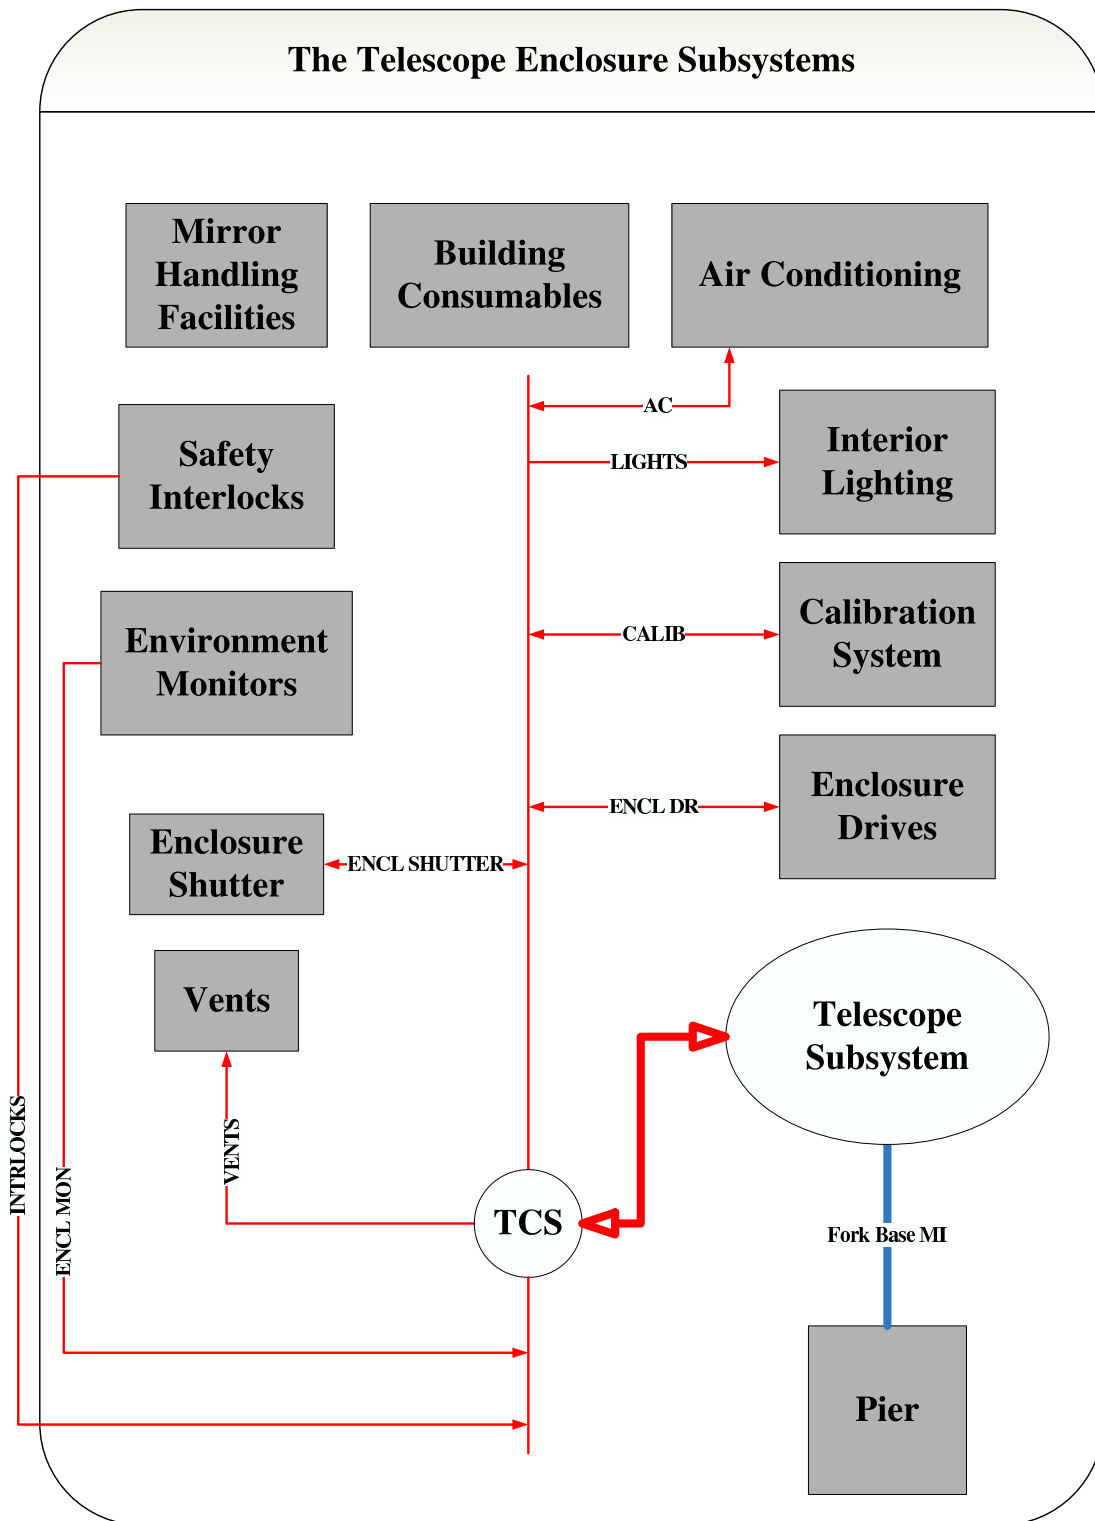 The Telescope Enclosure Subsystems
Mirror
Handling
Facilities
Building
Consumables
Air Conditioning
AC
Safety
Interlocks
LIGHTS
Interior
Lighting
Environment
Monitors
CALIB
Calibration
System
ENCL DR
Enclosure
Drives
Enclosure
Shutter
ENCL SHUTTER
Vents
Telescope
Subsystem
INTRLOCKS
ENCL MON
VENTS
TCS
Fork Base MI
Pier